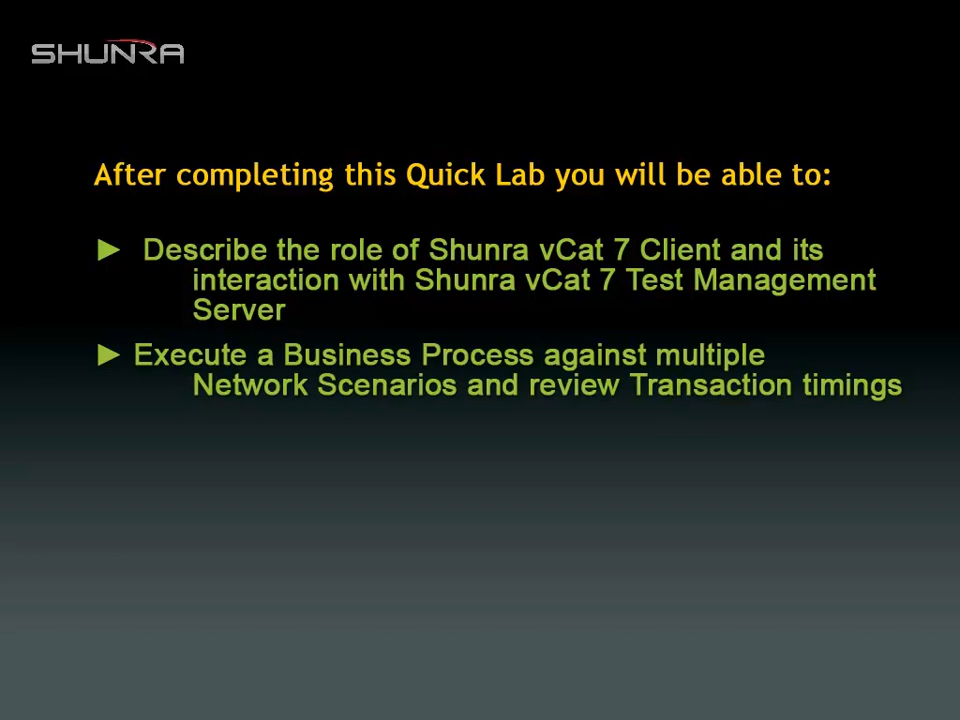 SHUNRA
After completing this Quick Lab you will be able to:
► Describe the role of Shunra vCat 7 Client and its
interaction with Shunra vCat 7 Test Management
Server
► Execute a Business Process against multiple
Network Scenarios and review Transaction timings